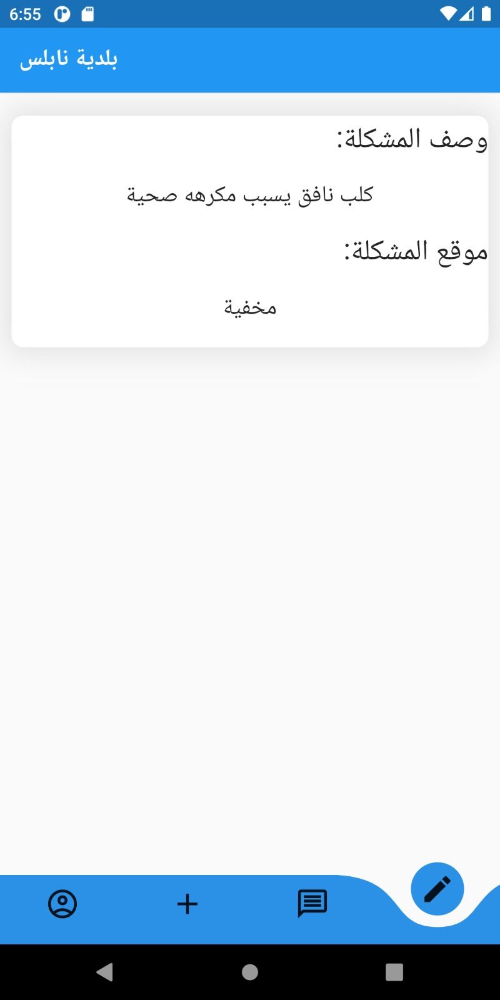 6:55
بلدية نابلس
وصف المشكلة:
كلب نافق يسبب مكرهه صحية
موقع المشكلة:
مخفية